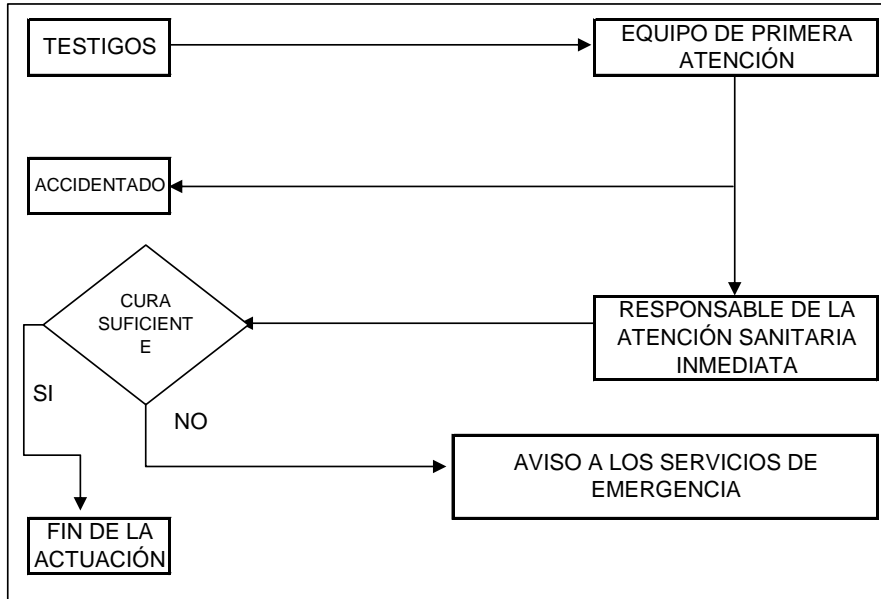 TESTIGOS
EQUIPO DE PRIMERA
ATENCIÓN
ACCIDENTADO
CURA
SUFICIENT
E
RESPONSABLE DE LA
ATENCIÓN SANITARIA
INMEDIATA
SI
NO
AVISO A LOS SERVICIOS DE
EMERGENCIA
FIN DE LA
ACTUACIÓN